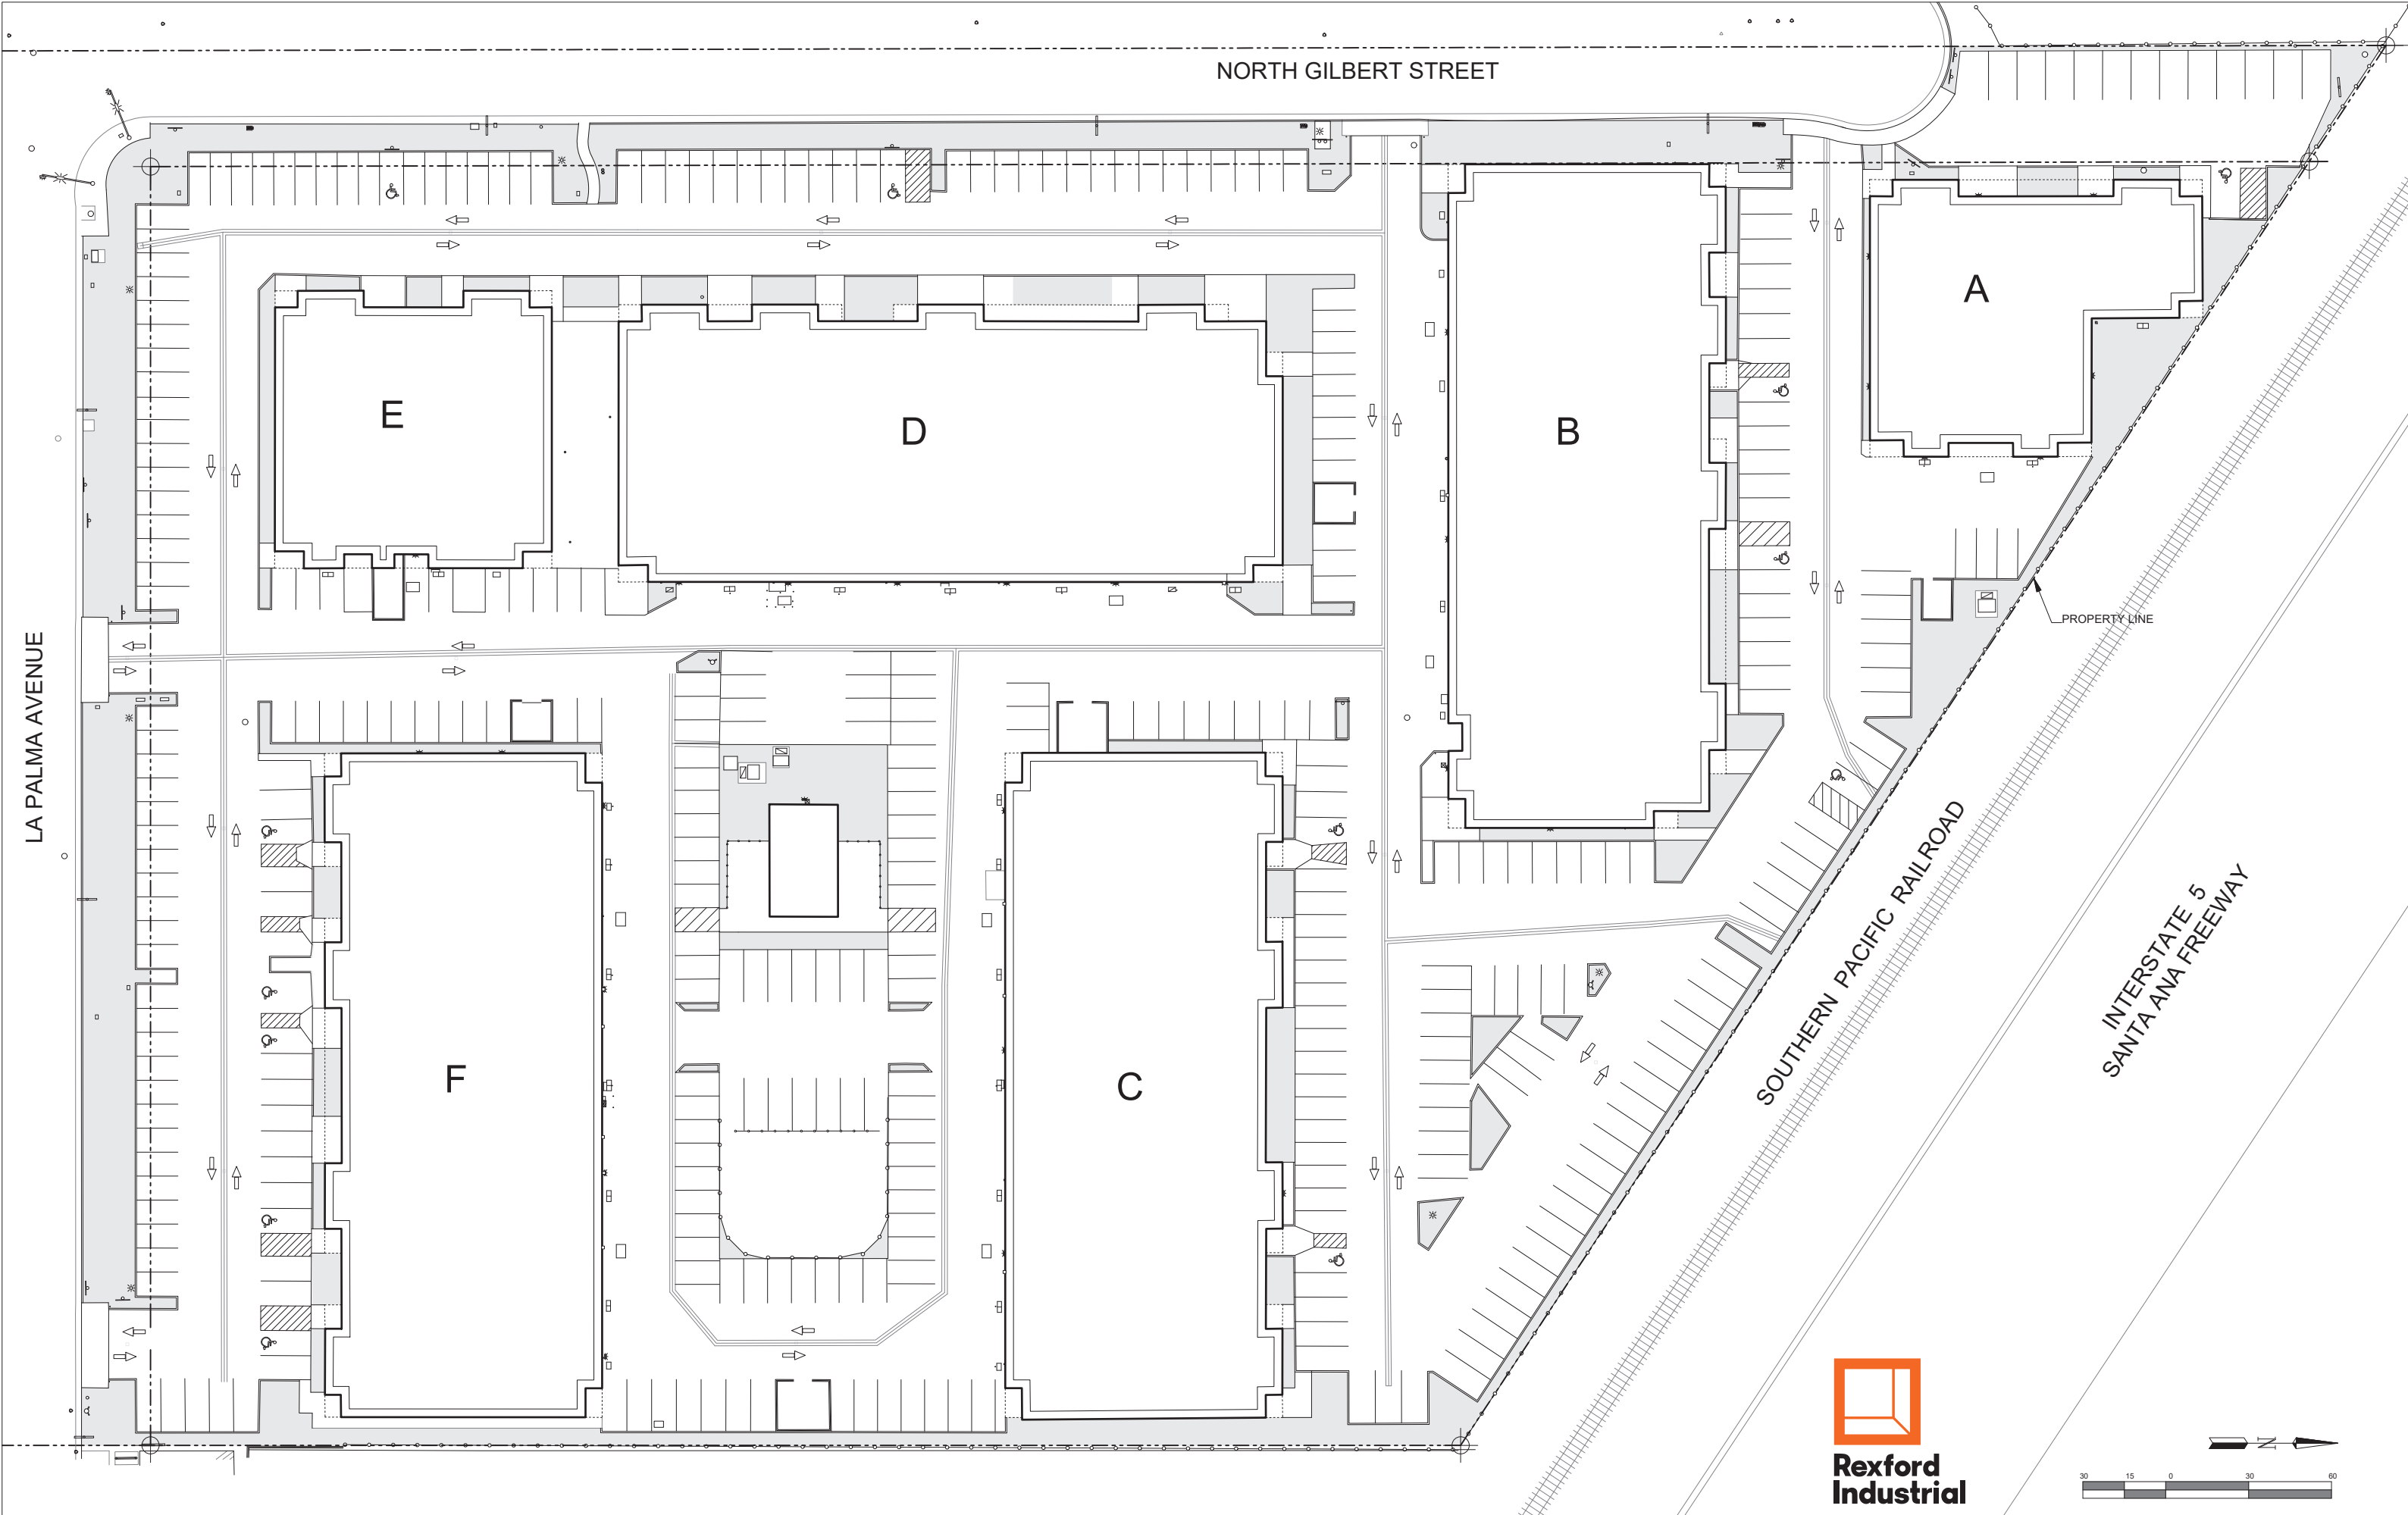 NORTH GILBERT STREET
A
E
D
B
PROPERTY LINE
LA PALMA AVENUE
SOUTHERN PACIFIC RAILROAD
INTERSTATE 5
SANTA ANA FREEWAY
F
C
Rexford
Industrial
N
30 15 0 30 60